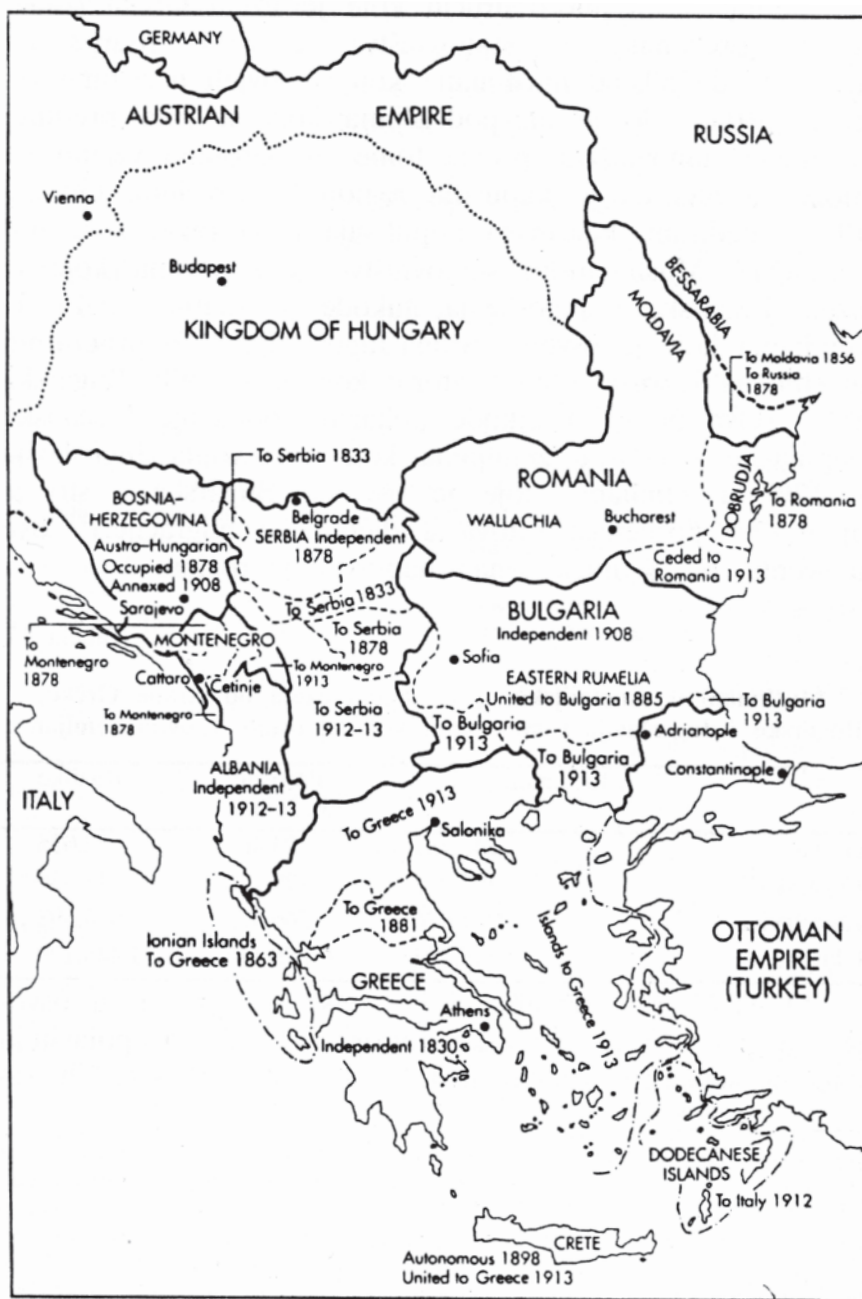 GERMANY
AUSTRIAN EMPIRE
RUSSIA
Vienna
Budapest
KINGDOM OF HUNGARY
BESSARABIA
MOLDAVIA
To Moldavia 1856
To Russia
1878
To Serbia 1833
BOSNIA–
HERZEGOVINA
Austro–Hungarian
Occupied 1878
Annexed 1908
Sarajevo
Belgrade
SERBIA Independent
1878
ROMANIA
WALLACHIA
Bucharest
DOBRUDJA
To Romania
1878
Ceded to
Romania 1913
To Serbia 1833
To Serbia
1878
BULGARIA
Independent 1908
Sofia
EASTERN RUMELIA
United to Bulgaria 1885
MONTENEGRO
To
Montenegro
1878
Cattaro
Cetinje
To Montenegro
1913
To Montenegro
1878
To Serbia
1912–13
To Bulgaria
1913
To Bulgaria
1913
To Bulgaria
1913
Adrianople
Constantinople
ITALY
ALBANIA
Independent
1912–13
To Greece 1913
Salonika
To Greece
1881
Ionian Islands
To Greece 1863
GREECE
Athens
Independent 1830
Islands to Greece
1913
OTTOMAN
EMPIRE
(TURKEY)
DODECANESE
ISLANDS
To Italy 1912
CRETE
Autonomous 1898
United to Greece 1913